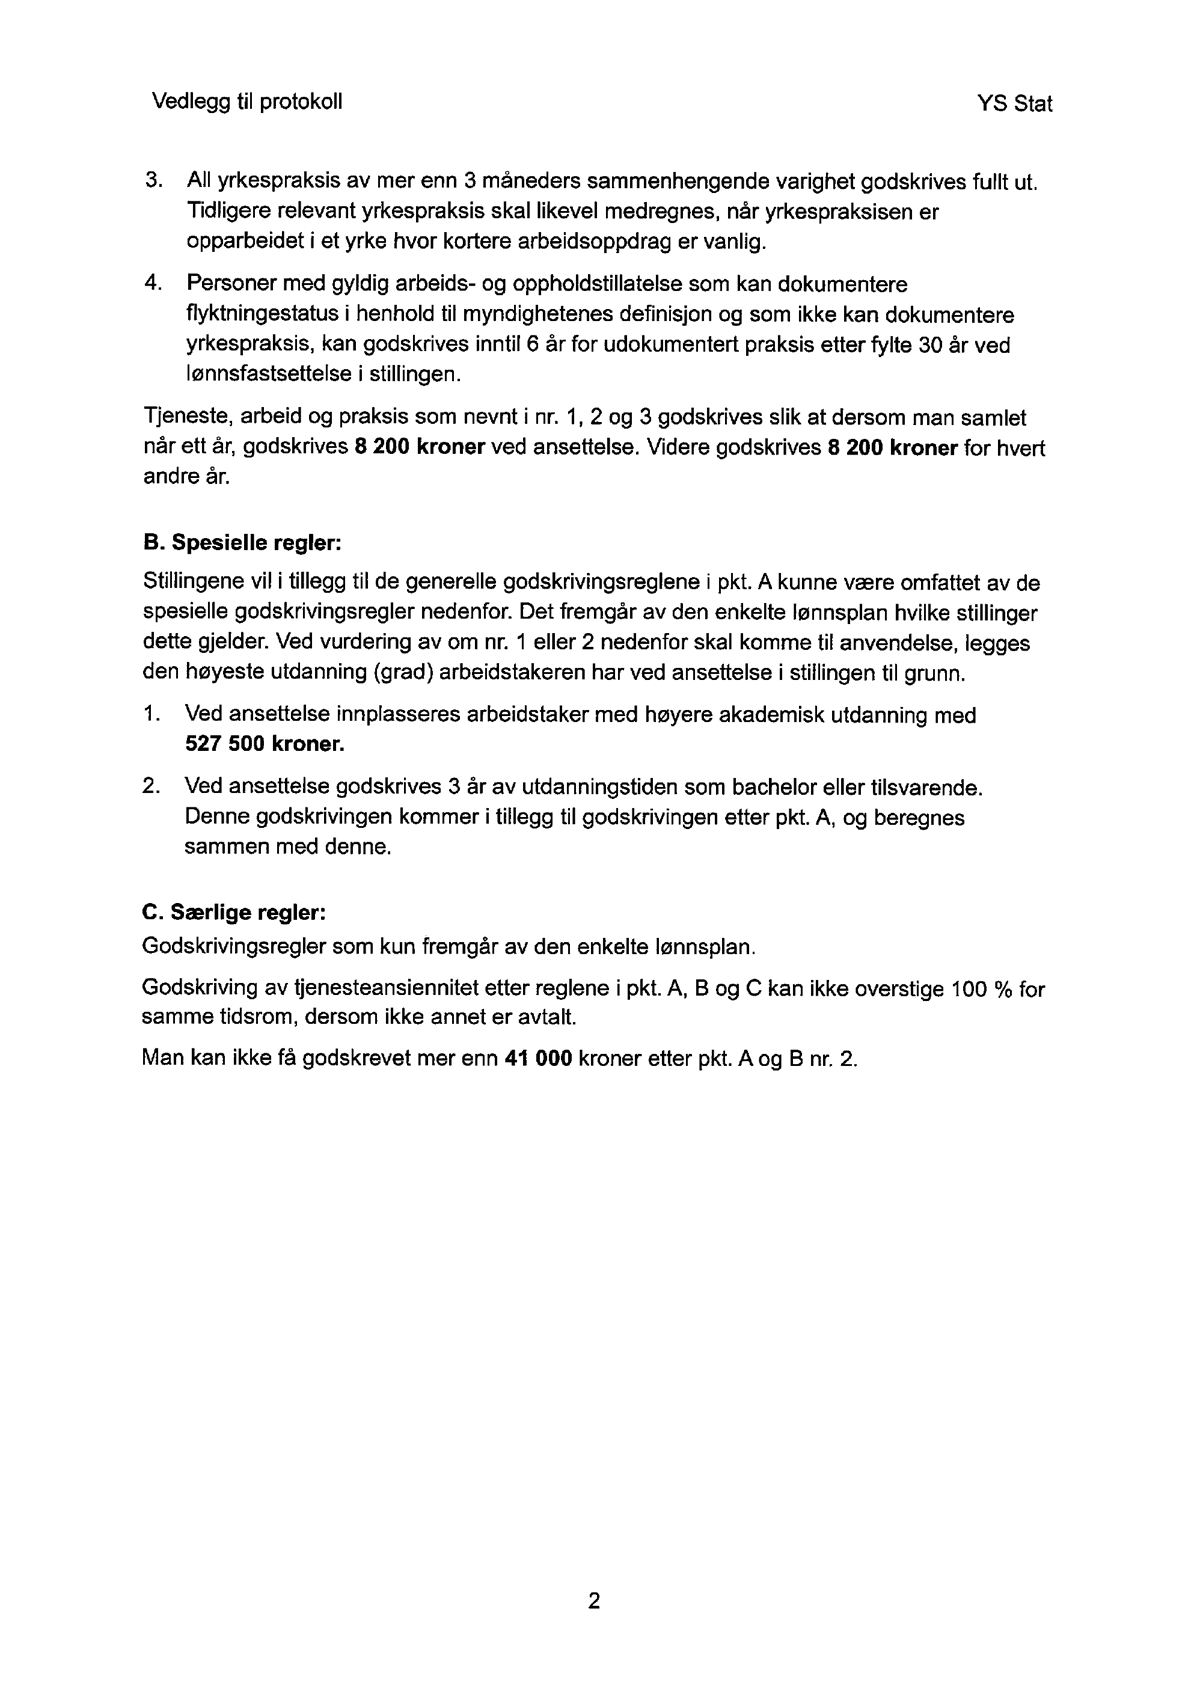 Vedlegg til protokoll
YS Stat
3. All yrkespraksis av mer enn 3 måneders sammenhengende varighet godskrives fullt ut.
Tidligere relevant yrkespraksis skal likevel medregnes, når yrkespraksisen er
opparbeidet i et yrke hvor kortere arbeidsoppdrag er vanlig.
4. Personer med gyldig arbeids- og oppholdstillatelse som kan dokumentere
flyktningestatus i henhold til myndighetenes definisjon og som ikke kan dokumentere
yrkespraksis, kan godskrives inntil 6 år for udokumentert praksis etter fylte 30 år ved
lønnsfastsettelse i stillingen.
Tjeneste, arbeid og praksis som nevnt i nr. 1, 2 og 3 godskrives slik at dersom man samlet
når ett år, godskrives 8 200 kroner ved ansettelse. Videre godskrives 8 200 kroner for hvert
andre år.
B. Spesielle regler:
Stillingene vil i tillegg til de generelle godskrivingsreglene i pkt. A kunne være omfattet av de
spesielle godskrivingsregler nedenfor. Det fremgår av den enkelte lønnsplan hvilke stillinger
dette gjelder. Ved vurdering av om nr. 1 eller 2 nedenfor skal komme til anvendelse, legges
den høyeste utdanning (grad) arbeidstakeren har ved ansettelse i stillingen til grunn.
1. Ved ansettelse innplasseres arbeidstaker med høyere akademisk utdanning med
527 500 kroner.
2. Ved ansettelse godskrives 3 år av utdanningstiden som bachelor eller tilsvarende.
Denne godskrivingen kommer i tillegg til godskrivingen etter pkt. A, og beregnes
sammen med denne.
C. Særlige regler:
Godskrivingsregler som kun fremgår av den enkelte lønnsplan.
Godskriving av tjenesteansiennitet etter reglene i pkt. A, B og C kan ikke overstige 100 % for
samme tidsrom, dersom ikke annet er avtalt.
Man kan ikke få godskrevet mer enn 41 000 kroner etter pkt. A og B nr. 2.
2